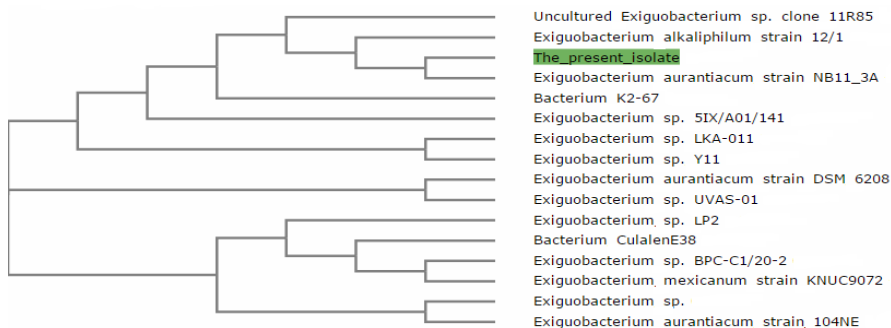 Uncultured Exiguobacterium sp. clone 11R85
Exiguobacterium alkaliphilum strain 12/1
The_present_isolate
Exiguobacterium aurantiacum strain NB11_3A
Bacterium K2-67
Exiguobacterium sp. 5IX/A01/141
Exiguobacterium sp. LKA-011
Exiguobacterium sp. Y11
Exiguobacterium aurantiacum strain DSM 6208
Exiguobacterium sp. UVAS-01
Exiguobacterium sp. LP2
Bacterium CulalenE38
Exiguobacterium sp. BPC-C1/20-2
Exiguobacterium mexicanum strain KNUC9072
Exiguobacterium sp.
Exiguobacterium aurantiacum strain 104NE